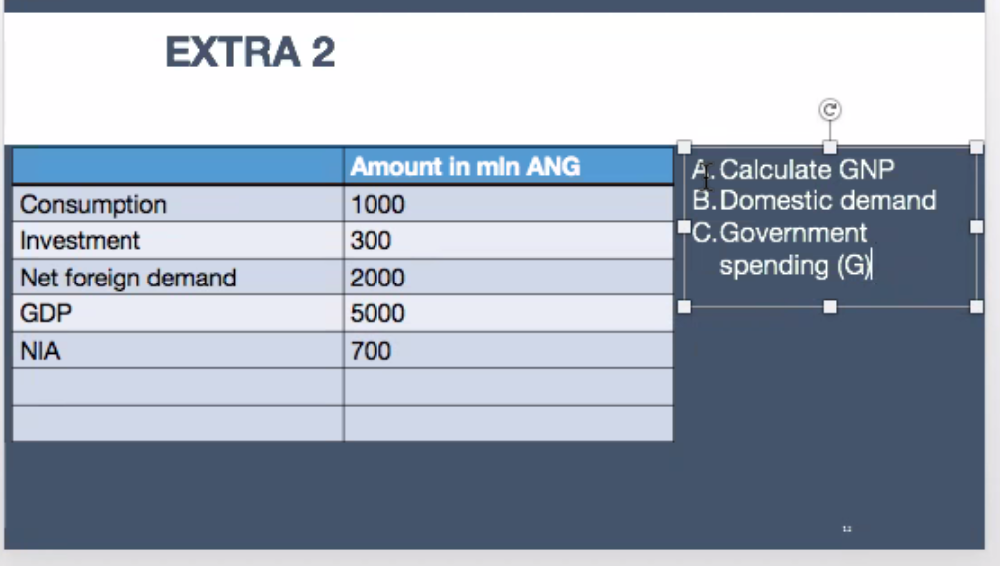 EXTRA 2
Amount in mln ANG
Consumption 1000
Investment 300
Net foreign demand 2000
GDP 5000
NIA 700
A. Calculate GNP
B. Domestic demand
C. Government
spending (G)